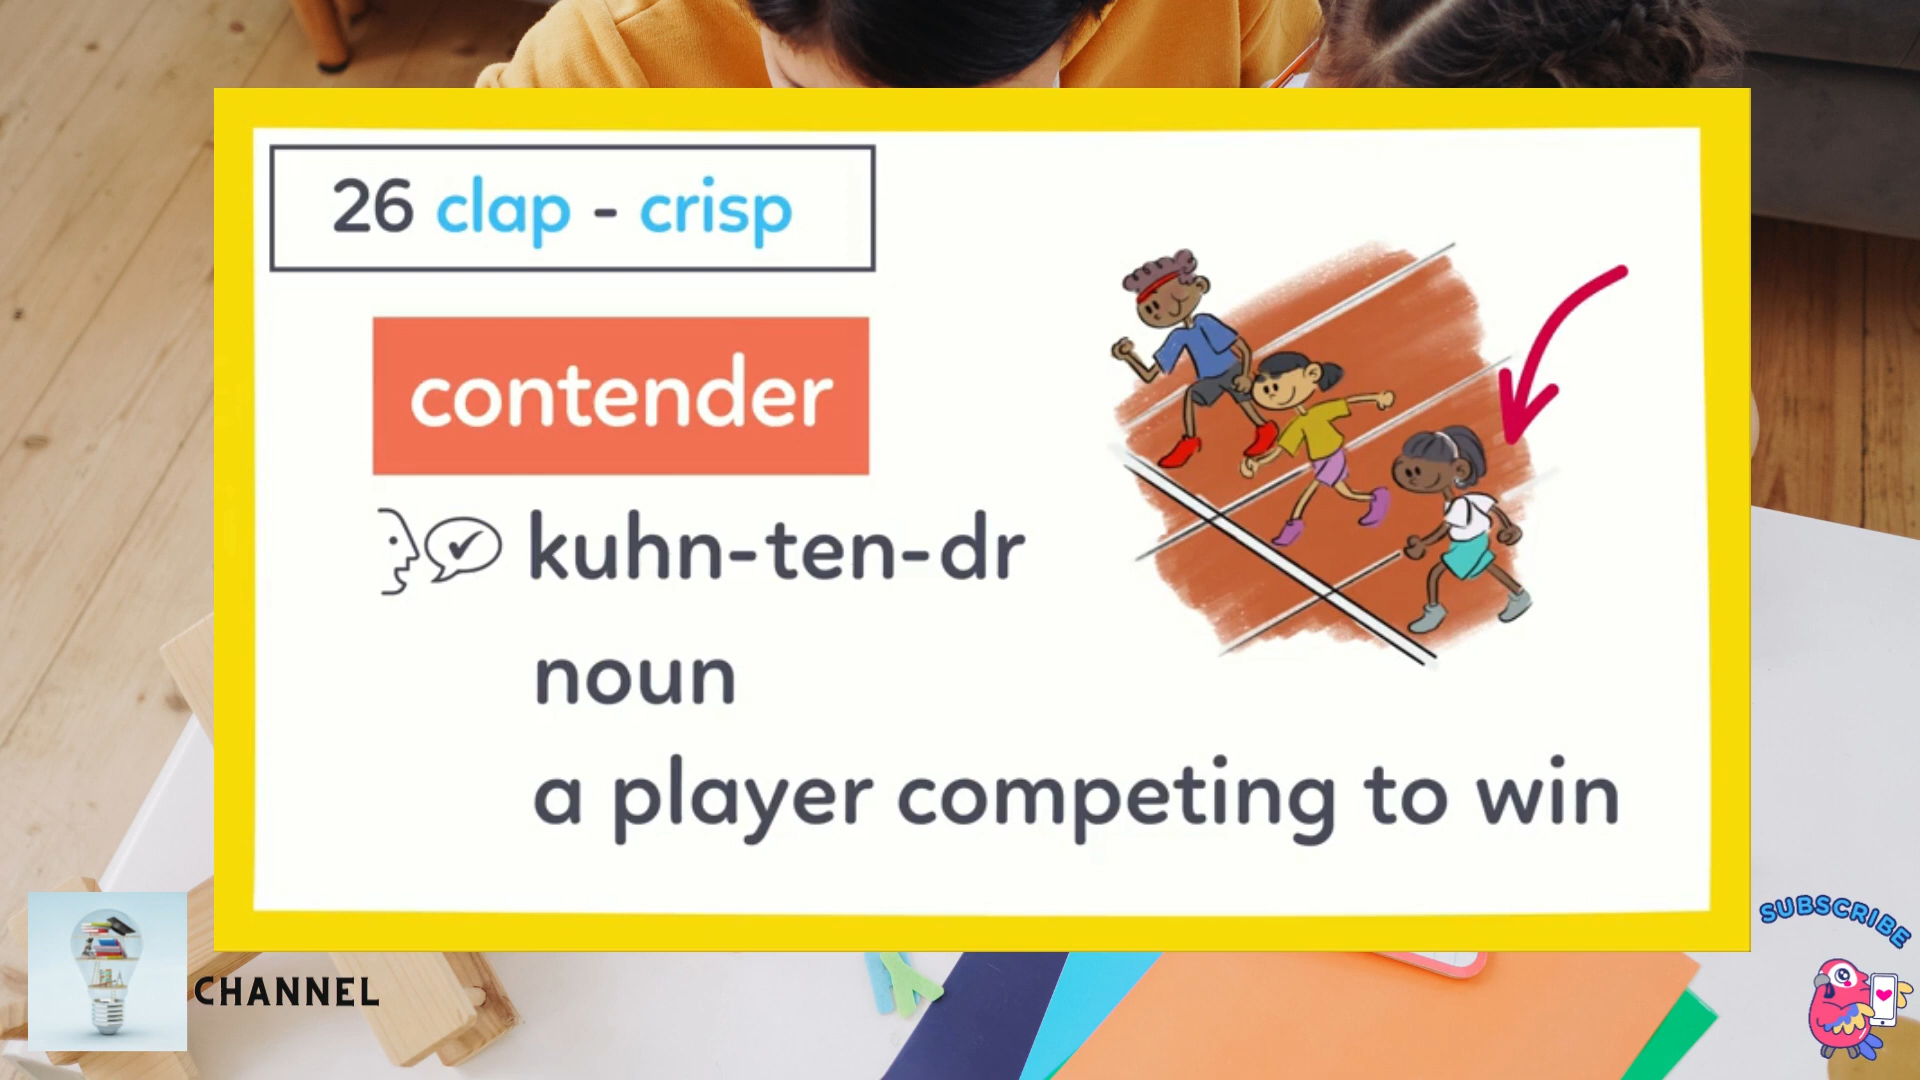 26 clap - crisp
contender
kuhn-ten-dr
noun
a player competing to win
CHANNEL
SUBSCRIBE